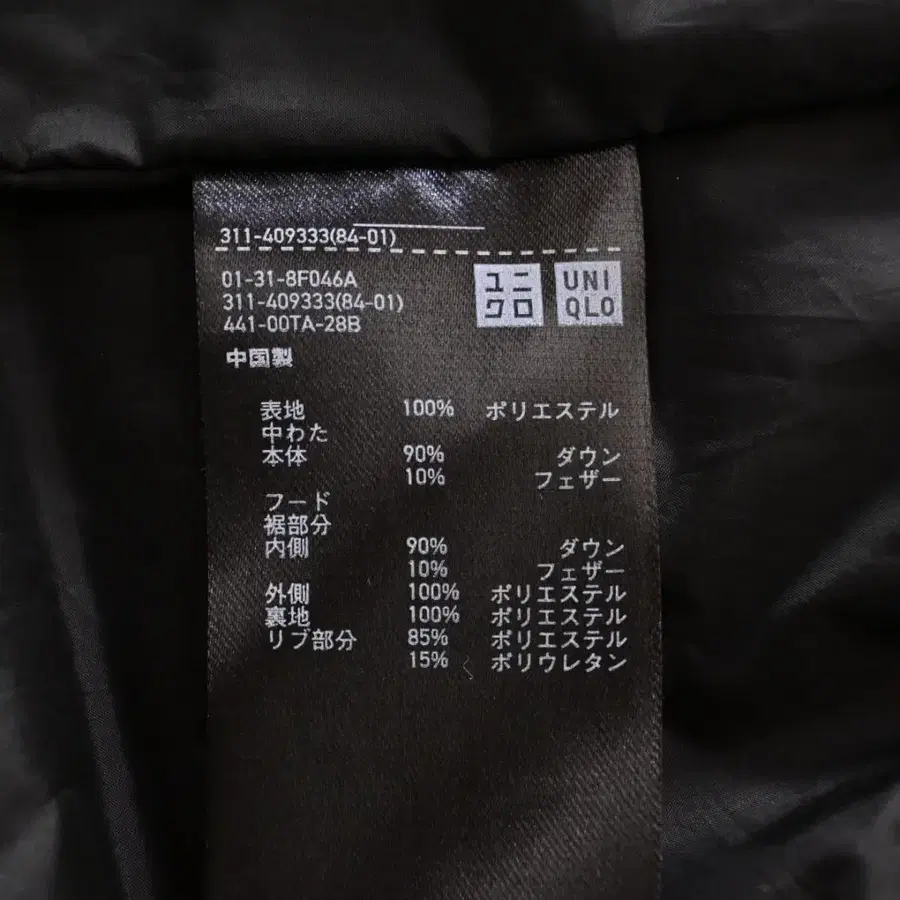 311-409333(84-01)
01-31-8F046A
311-409333(84-01)
441-00TA-28B
ユニ
クロ
UNI
QLO
中国製
表地 100% ポリエステル
中わた
本体 90% ダウン
10% フェザー
フード
裾部分
内側 90% ダウン
10% フェザー
外側 100% ポリエステル
裏地 100% ポリエステル
リブ部分 85% ポリエステル
15% ポリウレタン